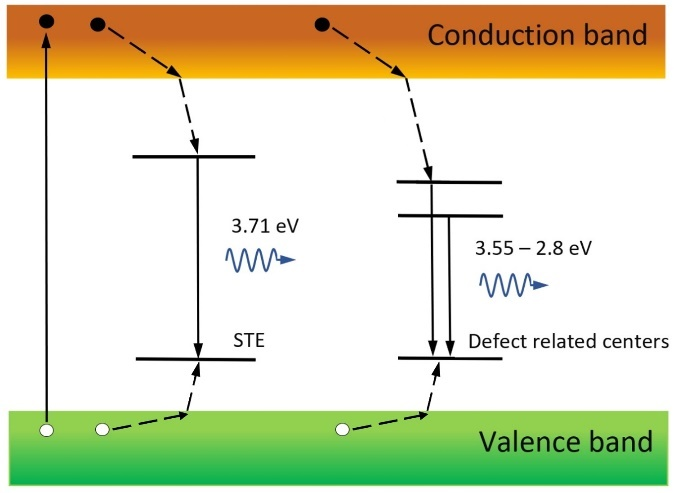 Conduction band
3.71 eV
3.55 – 2.8 eV
STE
Defect related centers
Valence band